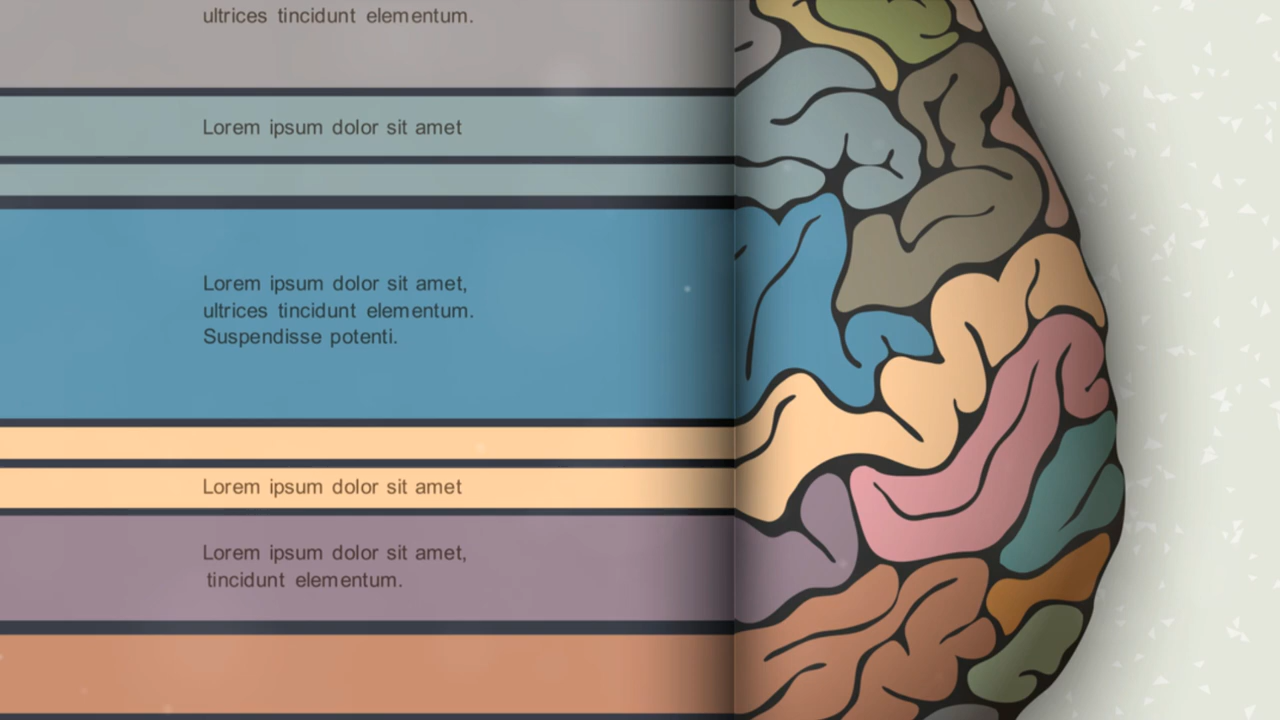 ultrices tincidunt elementum.
Lorem ipsum dolor sit amet
Lorem ipsum dolor sit amet,
ultrices tincidunt elementum.
Suspendisse potenti.
Lorem ipsum dolor sit amet
Lorem ipsum dolor sit amet,
tincidunt elementum.